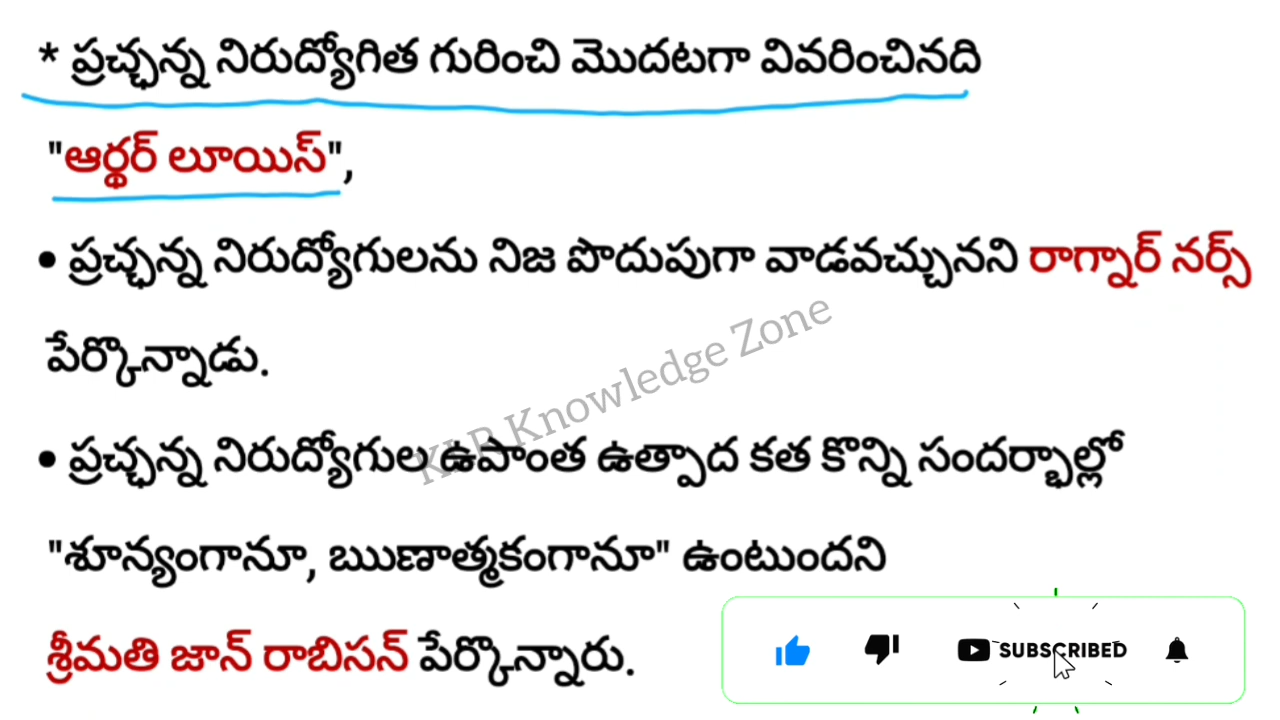 * ప్రచ్ఛన్న నిరుద్యోగిత గురించి మొదటగా వివరించినది
"ఆర్థర్ లూయిస్",
• ప్రచ్ఛన్న నిరుద్యోగులను నిజ పొదుపుగా వాడవచ్చునని రాగ్నార్ నర్స్
పేర్కొన్నాడు.
KLR Knowledge Zone
• ప్రచ్ఛన్న నిరుద్యోగుల ఉపాంత ఉత్పాద కత కొన్ని సందర్భాల్లో
"శూన్యంగానూ, ఋణాత్మకంగానూ" ఉంటుందని
శ్రీమతి జాన్ రాబిసన్ పేర్కొన్నారు.
SUBSCRIBED